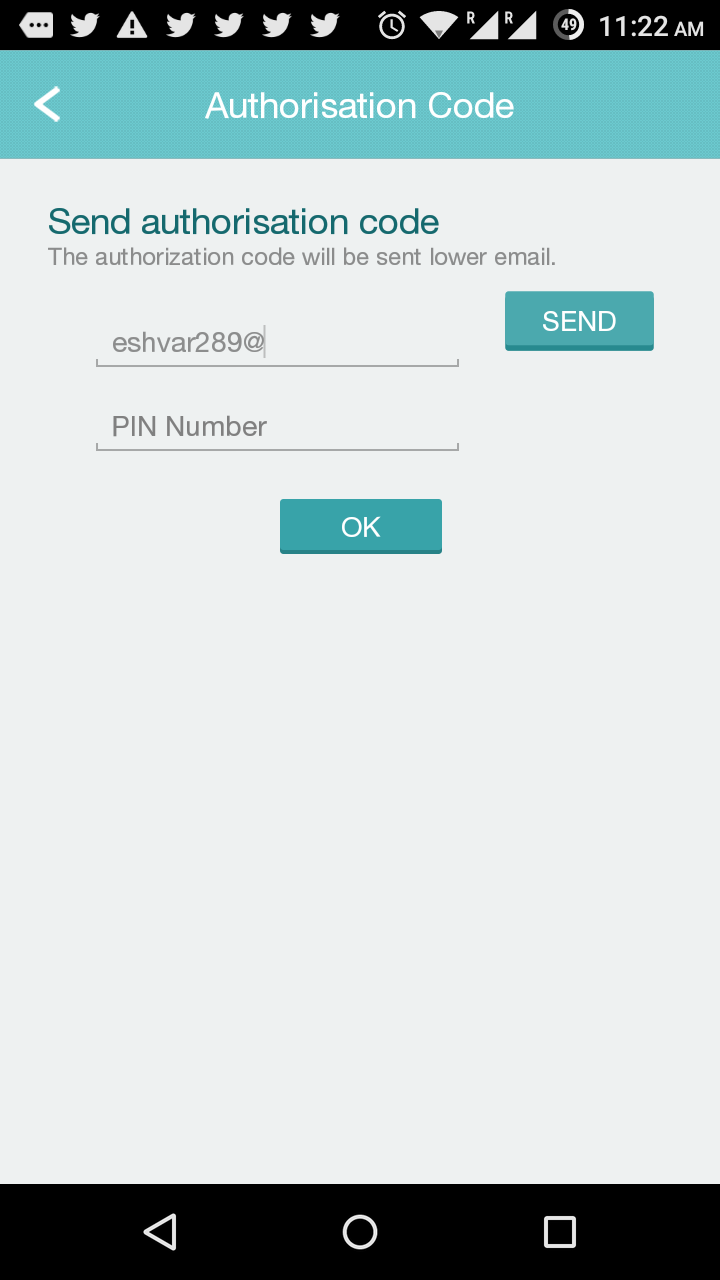 R R 49 11:22 AM
Authorisation Code
Send authorisation code
The authorization code will be sent lower email.
eshvar289@
SEND
PIN Number
OK